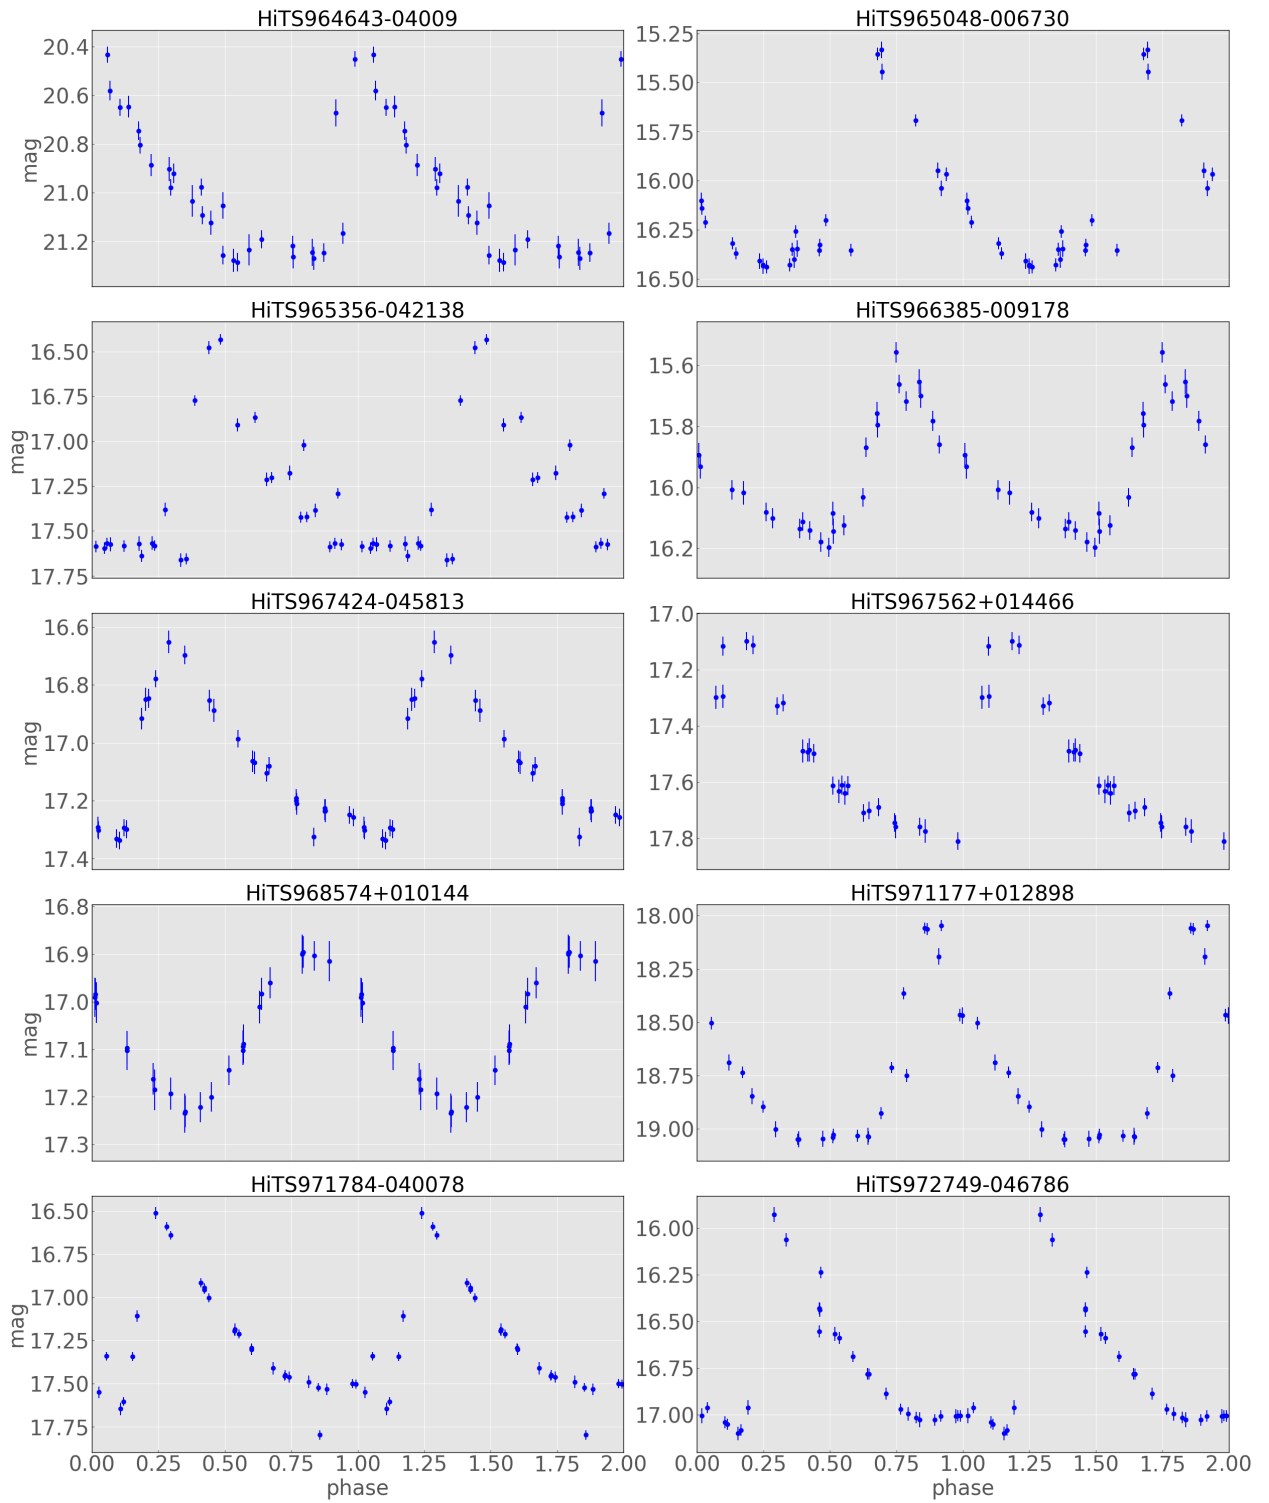 HiTS964643-04009
HiTS965048-006730
20.4
20.6
20.8
21.0
21.2
mag
15.25
15.50
15.75
16.00
16.25
16.50
HiTS965356-042138
HiTS966385-009178
16.50
16.75
17.00
17.25
17.50
17.75
mag
15.6
15.8
16.0
16.2
HiTS967424-045813
HiTS967562+014466
16.6
16.8
17.0
17.2
17.4
mag
17.0
17.2
17.4
17.6
17.8
HiTS968574+010144
HiTS971177+012898
16.8
16.9
17.0
17.1
17.2
17.3
mag
18.00
18.25
18.50
18.75
19.00
HiTS971784-040078
HiTS972749-046786
16.50
16.75
17.00
17.25
17.50
17.75
mag
16.00
16.25
16.50
16.75
17.00
0.00 0.25 0.50 0.75 1.00 1.25 1.50 1.75 2.00
0.00 0.25 0.50 0.75 1.00 1.25 1.50 1.75 2.00
phase
phase